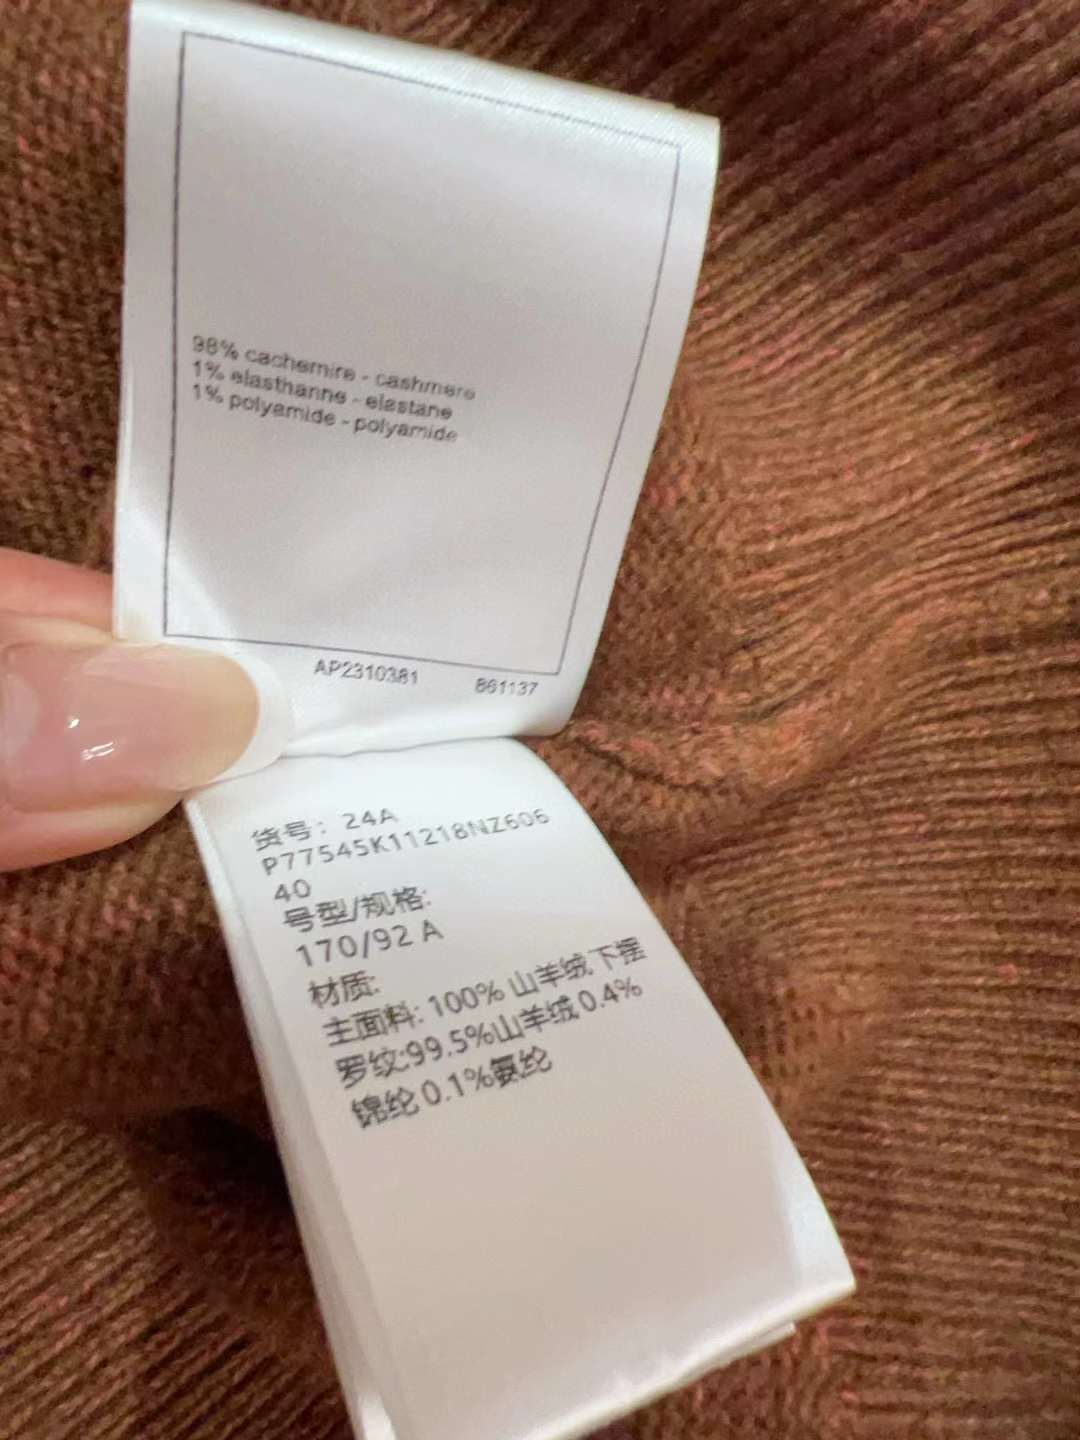 98% cachemire - cashmere
1% elasthanne - elastane
1% polyamide - polyamide
AP2310381 861137
货号：24A
P77545K11218NZ606
40
号型/规格:
170/92 A
材质:
主面料: 100% 山羊绒 下摆
罗纹:99.5%山羊绒 0.4%
锦纶 0.1%氨纶